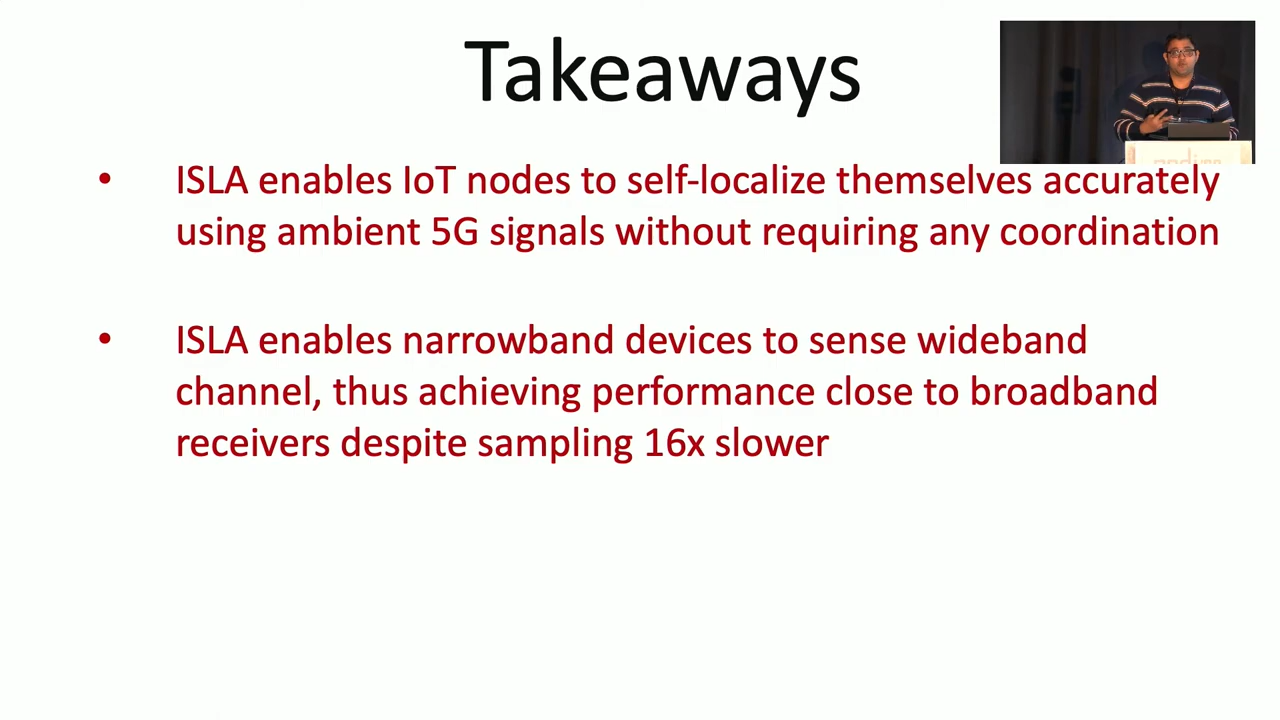 Takeaways
• ISLA enables IoT nodes to self-localize themselves accurately
using ambient 5G signals without requiring any coordination
• ISLA enables narrowband devices to sense wideband
channel, thus achieving performance close to broadband
receivers despite sampling 16x slower